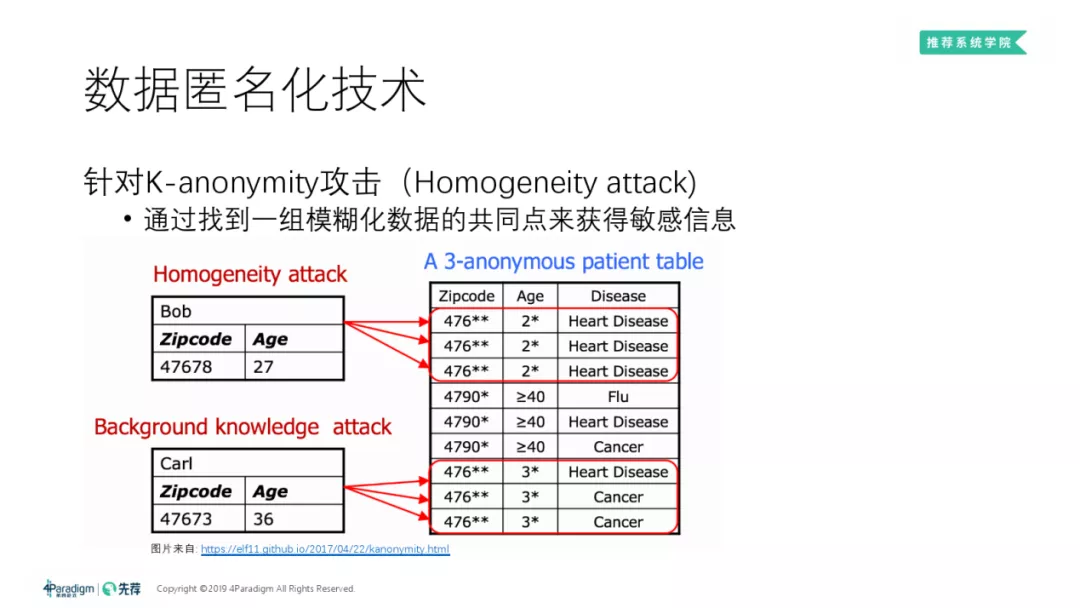 推荐系统学院
数据匿名化技术
针对K-anonymity攻击（Homogeneity attack)
• 通过找到一组模糊化数据的共同点来获得敏感信息
Homogeneity attack
Bob
Zipcode Age
47678 27
Background knowledge attack
Carl
Zipcode Age
47673 36
A 3-anonymous patient table
Zipcode Age Disease
476** 2* Heart Disease
476** 2* Heart Disease
476** 2* Heart Disease
4790* ≥40 Flu
4790* ≥40 Heart Disease
4790* ≥40 Cancer
476** 3* Heart Disease
476** 3* Cancer
476** 3* Cancer
图片来自: https://elf11.github.io/2017/04/22/kanonymity.html
4Paradigm 先荐 Copyright ©2019 4Paradigm All Rights Reserved.